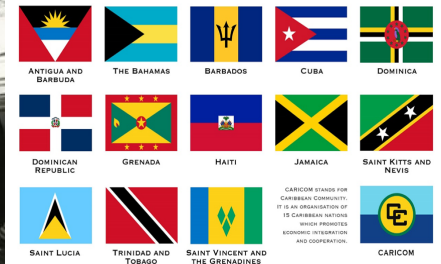 ANTIGUA AND
BARBUDA
THE BAHAMAS
BARBADOS
CUBA
DOMINICA
DOMINICAN
REPUBLIC
GRENADA
HAITI
JAMAICA
SAINT KITTS AND
NEVIS
SAINT LUCIA
TRINIDAD AND
TOBAGO
SAINT VINCENT AND
THE GRENADINES
CARICOM STANDS FOR
CARIBBEAN COMMUNITY.
IT IS AN ORGANISATION OF
15 CARIBBEAN NATIONS
WHICH PROMOTES
ECONOMIC INTEGRATION
AND COOPERATION.
CARICOM